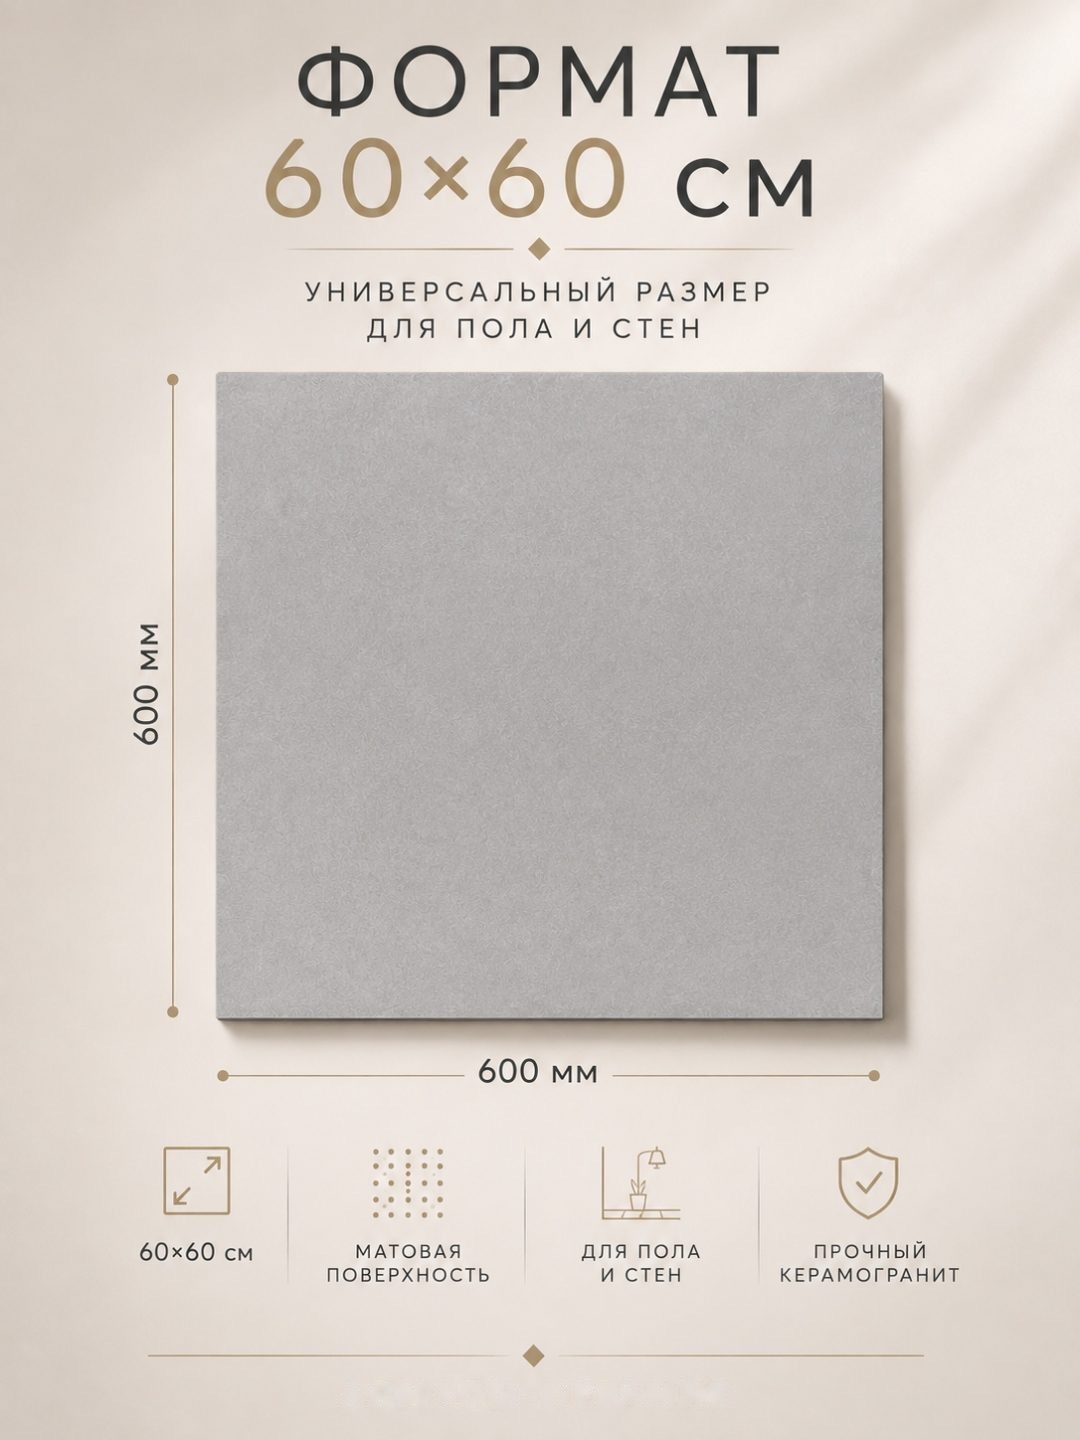 ФОРМАТ
60×60 см
УНИВЕРСАЛЬНЫЙ РАЗМЕР
ДЛЯ ПОЛА И СТЕН
600 мм
600 мм
60×60 см
МАТОВАЯ
ПОВЕРХНОСТЬ
ДЛЯ ПОЛА
И СТЕН
ПРОЧНЫЙ
КЕРАМОГРАНИТ